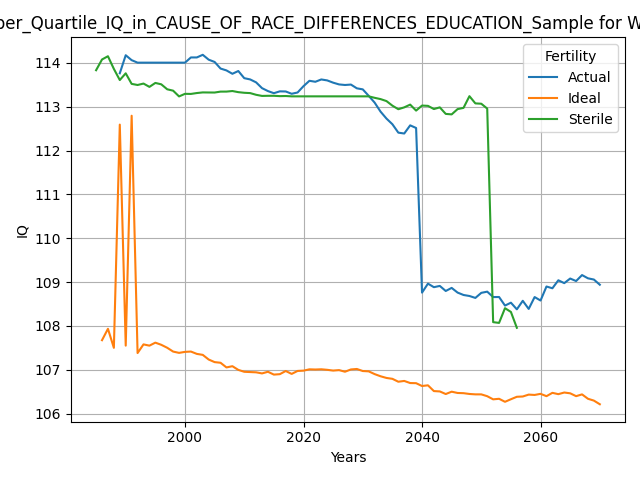 per_Quartile_IQ_in_CAUSE_OF_RACE_DIFFERENCES_EDUCATION_Sample for W
Fertility
Actual
Ideal
Sterile
114
113
112
111
110
109
108
107
106
IQ
2000
2020
2040
2060
Years